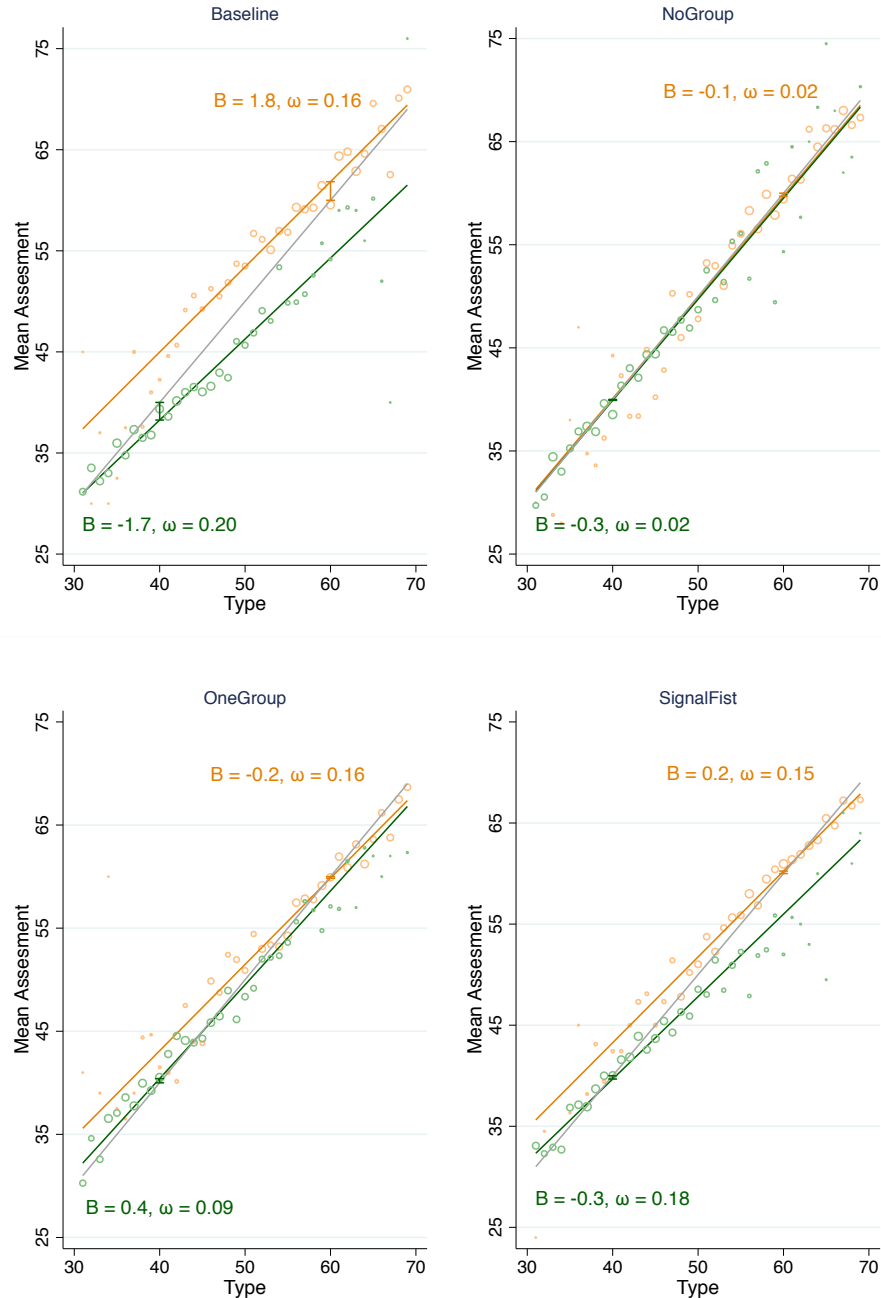 Baseline
75
65
55
45
35
25
Mean Assesment
B = 1.8, ω = 0.16
B = -1.7, ω = 0.20
30
40
50
60
70
Type
NoGroup
75
65
55
45
35
25
Mean Assesment
B = -0.1, ω = 0.02
B = -0.3, ω = 0.02
30
40
50
60
70
Type
OneGroup
75
65
55
45
35
25
Mean Assesment
B = -0.2, ω = 0.16
B = 0.4, ω = 0.09
30
40
50
60
70
Type
SignalFist
75
65
55
45
35
25
Mean Assesment
B = 0.2, ω = 0.15
B = -0.3, ω = 0.18
30
40
50
60
70
Type